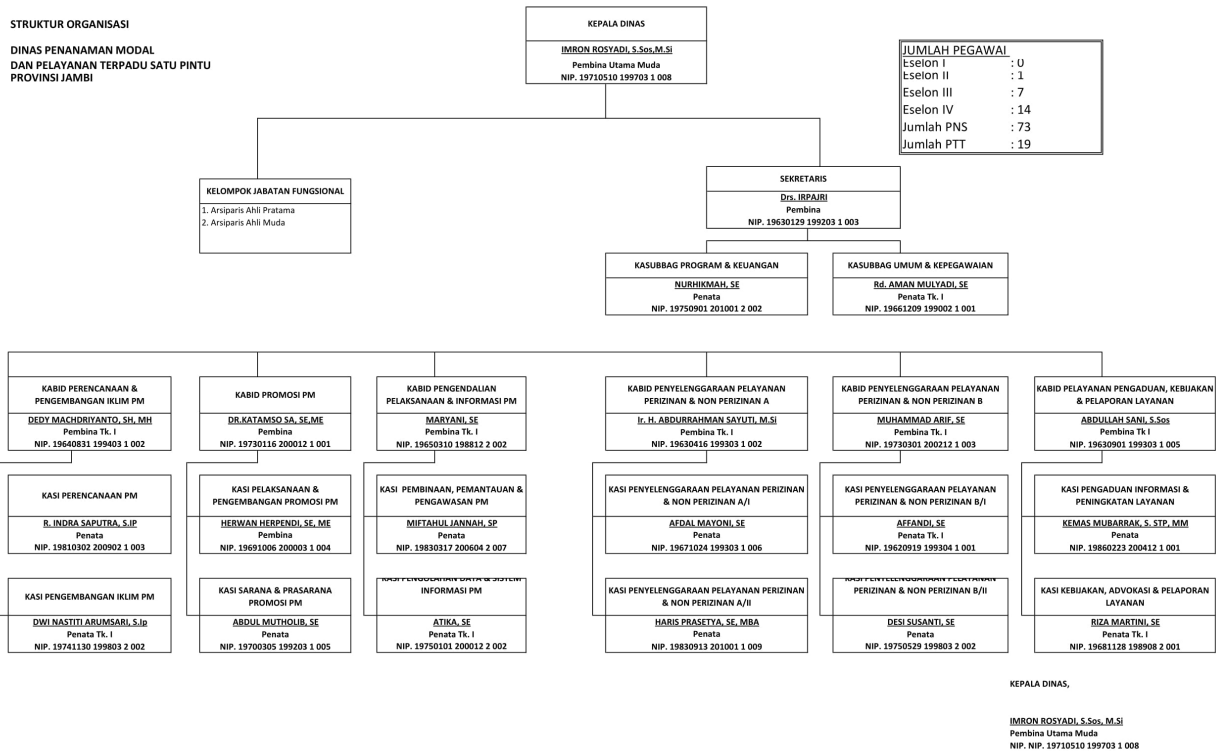 STRUKTUR ORGANISASI
DINAS PENANAMAN MODAL
DAN PELAYANAN TERPADU SATU PINTU
PROVINSI JAMBI
KEPALA DINAS
IMRON ROSYADI, S.Sos,M.Si
Pembina Utama Muda
NIP. 19710510 199703 1 008
JUMLAH PEGAWAI
Eselon I : 0
Eselon II : 1
Eselon III : 7
Eselon IV : 14
Jumlah PNS : 73
Jumlah PTT : 19
KELOMPOK JABATAN FUNGSIONAL
1. Arsiparis Ahli Pratama
2. Arsiparis Ahli Muda
SEKRETARIS
Drs. IRPAJRI
Pembina
NIP. 19630129 199203 1 003
KASUBBAG PROGRAM & KEUANGAN
NURHIKMAH, SE
Penata
NIP. 19750901 201001 2 002
KASUBBAG UMUM & KEPEGAWAIAN
Rd. AMAN MULYADI, SE
Penata Tk. I
NIP. 19661209 199002 1 001
KABID PERENCANAAN &
PENGEMBANGAN IKLIM PM
DEDY MACHDRIYANTO, SH, MH
Pembina Tk. I
NIP. 19640831 199403 1 002
KABID PROMOSI PM
DR.KATAMSO SA, SE,ME
Pembina
NIP. 19730116 200012 1 001
KABID PENGENDALIAN
PELAKSANAAN & INFORMASI PM
MARYANI, SE
Pembina Tk. I
NIP. 19650310 198812 2 002
KABID PENYELENGGARAAN PELAYANAN
PERIZINAN & NON PERIZINAN A
Ir. H. ABDURRAHMAN SAYUTI, M.Si
Pembina Tk. I
NIP. 19630416 199303 1 002
KABID PENYELENGGARAAN PELAYANAN
PERIZINAN & NON PERIZINAN B
MUHAMMAD ARIF, SE
Pembina Tk. I
NIP. 19730301 200212 1 003
KABID PELAYANAN PENGADUAN, KEBIJAKAN
& PELAPORAN LAYANAN
ABDULLAH SANI, S.Sos
Pembina Tk I
NIP. 19630901 199303 1 005
KASI PERENCANAAN PM
R. INDRA SAPUTRA, S.IP
Penata
NIP. 19810302 200902 1 003
KASI PELAKSANAAN &
PENGEMBANGAN PROMOSI PM
HERWAN HERPENDI, SE, ME
Pembina
NIP. 19691006 200003 1 004
KASI PEMBINAAN, PEMANTAUAN &
PENGAWASAN PM
MIFTAHUL JANNAH, SP
Penata
NIP. 19830317 200604 2 007
KASI PENYELENGGARAAN PELAYANAN PERIZINAN
& NON PERIZINAN A/I
AFDAL MAYONI, SE
Penata
NIP. 19671024 199303 1 006
KASI PENYELENGGARAAN PELAYANAN
PERIZINAN & NON PERIZINAN B/I
AFFANDI, SE
Penata Tk. I
NIP. 19620919 199304 1 001
KASI PENGADUAN INFORMASI &
PENINGKATAN LAYANAN
KEMAS MUBARRAK, S. STP, MM
Penata Tk. I
NIP. 19860223 200412 1 001
KASI PENGEMBANGAN IKLIM PM
DWI NASTITI ARUMSARI, S.Ip
Penata Tk. I
NIP. 19741130 199803 2 002
KASI SARANA & PRASARANA
PROMOSI PM
ABDUL MUTHOLIB, SE
Penata
NIP. 19700305 199203 1 005
KASI PENGOLAHAN DATA & SISTEM
INFORMASI PM
ATIKA, SE
Penata Tk. I
NIP. 19750101 200012 2 002
KASI PENYELENGGARAAN PELAYANAN PERIZINAN
& NON PERIZINAN A/II
HARIS PRASETYA, SE, MBA
Penata
NIP. 19830913 201001 1 009
KASI PENYELENGGARAAN PELAYANAN
PERIZINAN & NON PERIZINAN B/II
DESI SUSANTI, SE
Penata
NIP. 19750529 199803 2 002
KASI KEBIJAKAN, ADVOKASI & PELAPORAN
LAYANAN
RIZA MARTINI, SE
Penata Tk. I
NIP. 19681128 198908 2 001
KEPALA DINAS,
IMRON ROSYADI, S.Sos, M.Si
Pembina Utama Muda
NIP. NIP. 19710510 199703 1 008